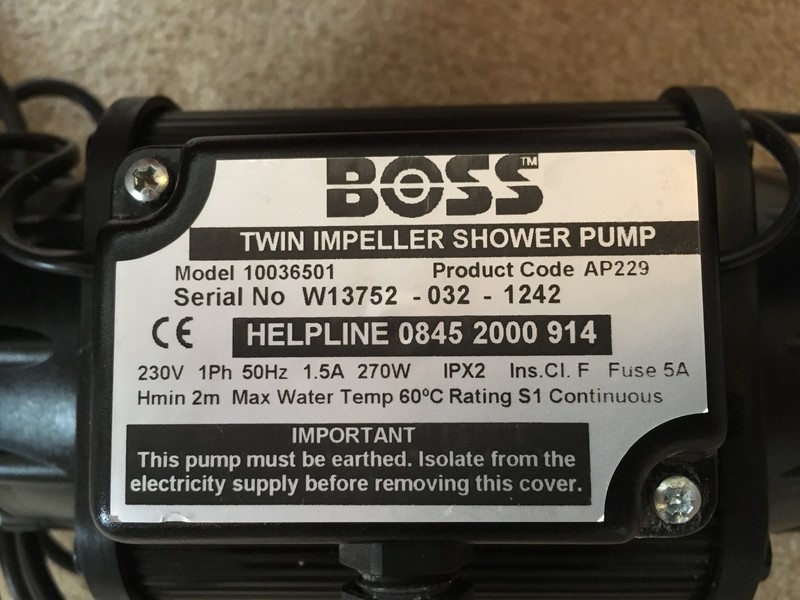 BOSS™
TWIN IMPELLER SHOWER PUMP
Model 10036501 Product Code AP229
Serial No W13752 - 032 - 1242
CE HELPLINE 0845 2000 914
230V 1Ph 50Hz 1.5A 270W IPX2 Ins.Cl. F Fuse 5A
Hmin 2m Max Water Temp 60ºC Rating S1 Continuous
IMPORTANT
This pump must be earthed. Isolate from the
electricity supply before removing this cover.